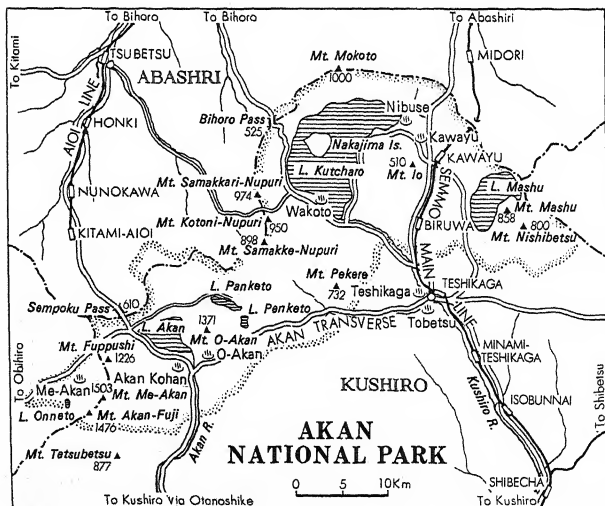 To Kitami
To Bihoro
To Bihoro
To Abashiri
TSUBETSU
ABASHRI
Mt. Mokoto
1000
MIDORI
AIOI LINE
HONKI
Bihoro Pass
525
Nibuse
Nakajima Is.
Kawayu
KAWAYU
510
Mt. Io
L. Kutcharo
SEMMO MAIN LINE
L. Mashu
Mt. Mashu
858
800
Mt. Nishibetsu
NUNOKAWA
Mt. Samakkari-Nupuri
974
Wakoto
Mt. Kotoni-Nupuri
950
BIRUWA
KITAMI-AIOI
898
Mt. Samakke-Nupuri
Mt. Pekere
732
TESHIKAGA
Teshikaga
Tobetsu
L. Panketo
L. Penketo
Sempoku Pass
610
L. Akan
1371
Mt. O-Akan
O-Akan
AKAN TRANSVERSE
Mt. Fuppushi
1226
Akan Kohan
MINAMI-
TESHIKAGA
To Obihiro
Me-Akan
1503
Mt. Me-Akan
KUSHIRO
Kushiro R.
ISOBUNNAI
To Shibetsu
L. Onneto
Mt. Akan-Fuji
1476
Akan R.
Mt. Tetsubetsu
877
AKAN
NATIONAL PARK
0 5 10Km
SHIBECHA
To Kushiro
To Kushiro Via Otanoshike